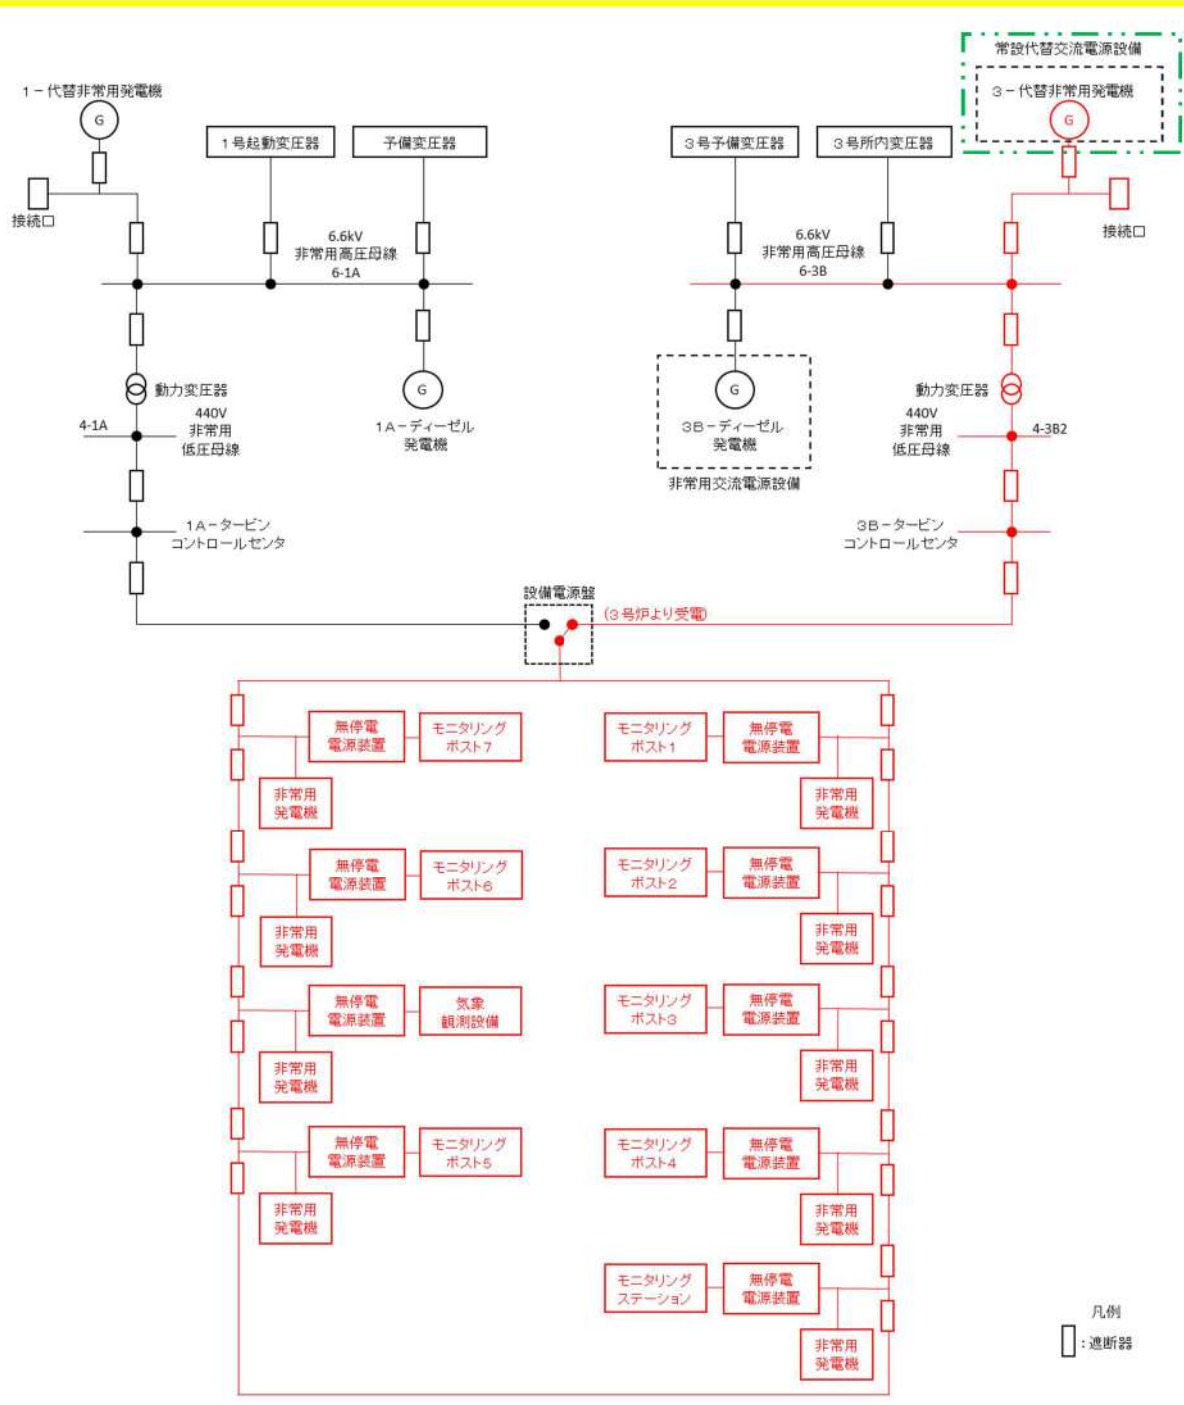 常設代替交流電源設備
1－代替非常用発電機
G
3－代替非常用発電機
G
1号起動変圧器
予備変圧器
3号予備変圧器
3号所内変圧器
接続口
接続口
6.6kV
非常用高圧母線
6-1A
6.6kV
非常用高圧母線
6-3B
動力変圧器
G
1A－ディーゼル
発電機
G
3B－ディーゼル
発電機
非常用交流電源設備
動力変圧器
4-1A
440V
非常用
低圧母線
440V
非常用
低圧母線
4-3B2
1A－タービン
コントロールセンタ
3B－タービン
コントロールセンタ
設備電源盤
(3号炉より受電)
無停電
電源装置
モニタリング
ポスト7
モニタリング
ポスト1
無停電
電源装置
非常用
発電機
非常用
発電機
無停電
電源装置
モニタリング
ポスト6
モニタリング
ポスト2
無停電
電源装置
非常用
発電機
非常用
発電機
無停電
電源装置
気象
観測設備
モニタリング
ポスト3
無停電
電源装置
非常用
発電機
非常用
発電機
無停電
電源装置
モニタリング
ポスト5
モニタリング
ポスト4
無停電
電源装置
非常用
発電機
非常用
発電機
モニタリング
ステーション
無停電
電源装置
非常用
発電機
凡例
：遮断器